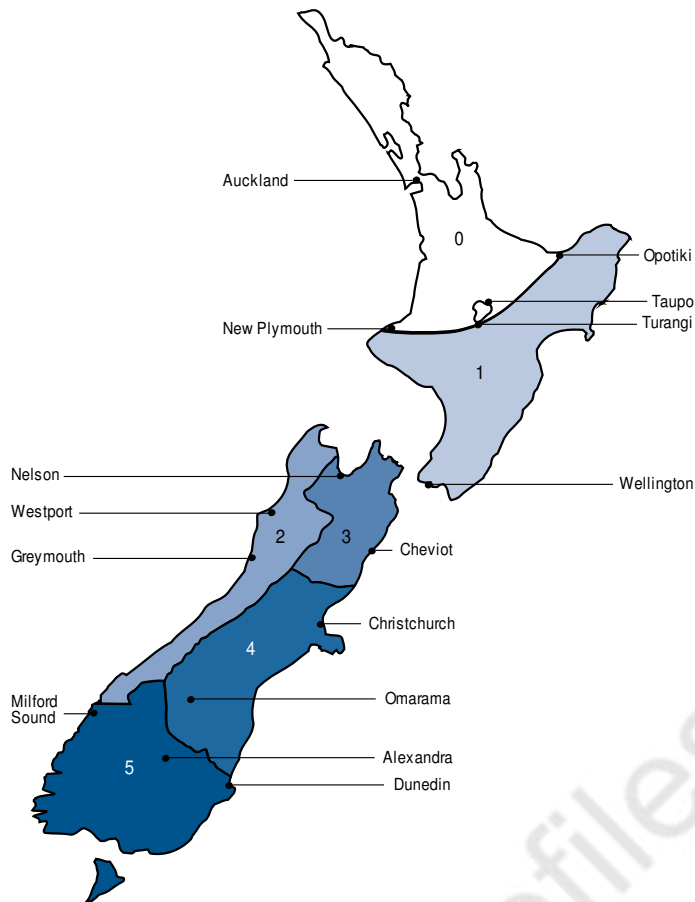 Auckland
0
Opotiki
Taupo
New Plymouth
Turangi
1
Nelson
Wellington
Westport
2
3
Greymouth
Cheviot
Christchurch
4
Milford
Sound
Omarama
5
Alexandra
Dunedin